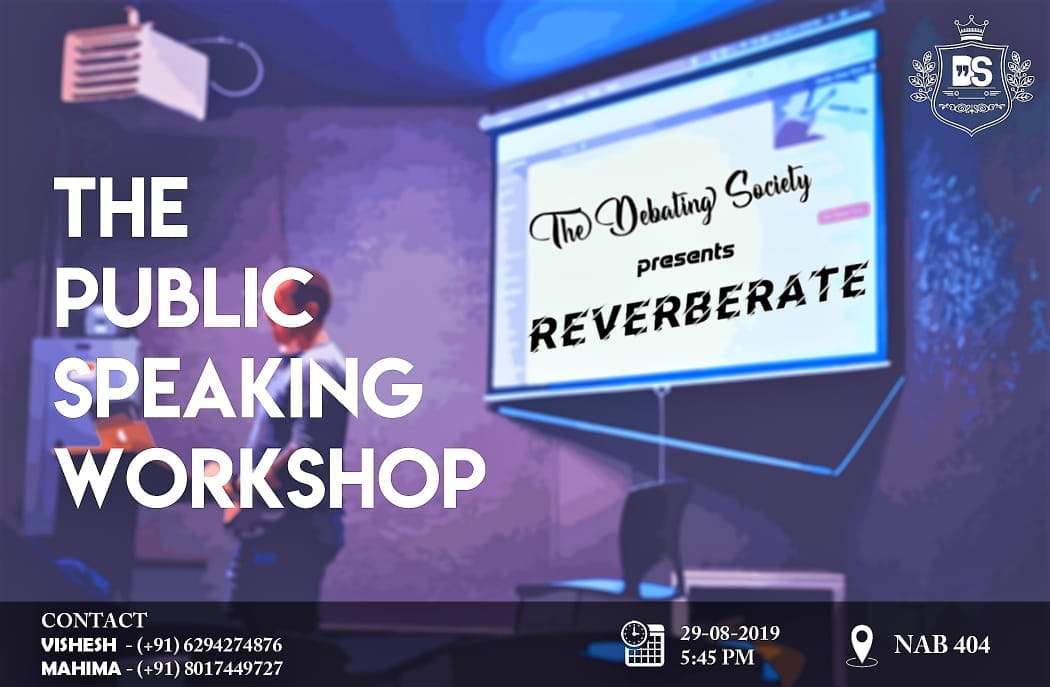 THE
PUBLIC
SPEAKING
WORKSHOP
The Debating Society
presents
REVERBERATE
DS
CONTACT
VISHESH - (+91) 6294274876
MAHIMA - (+91) 8017449727
29-08-2019
5:45 PM
NAB 404